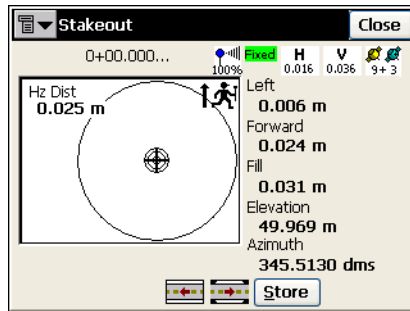 Stakeout Close
0+00.000... Fixed H V
100% 0.016 0.036 9+3
Hz Dist
0.025 m
Left
0.006 m
Forward
0.024 m
Fill
0.031 m
Elevation
49.969 m
Azimuth
345.5130 dms
Store